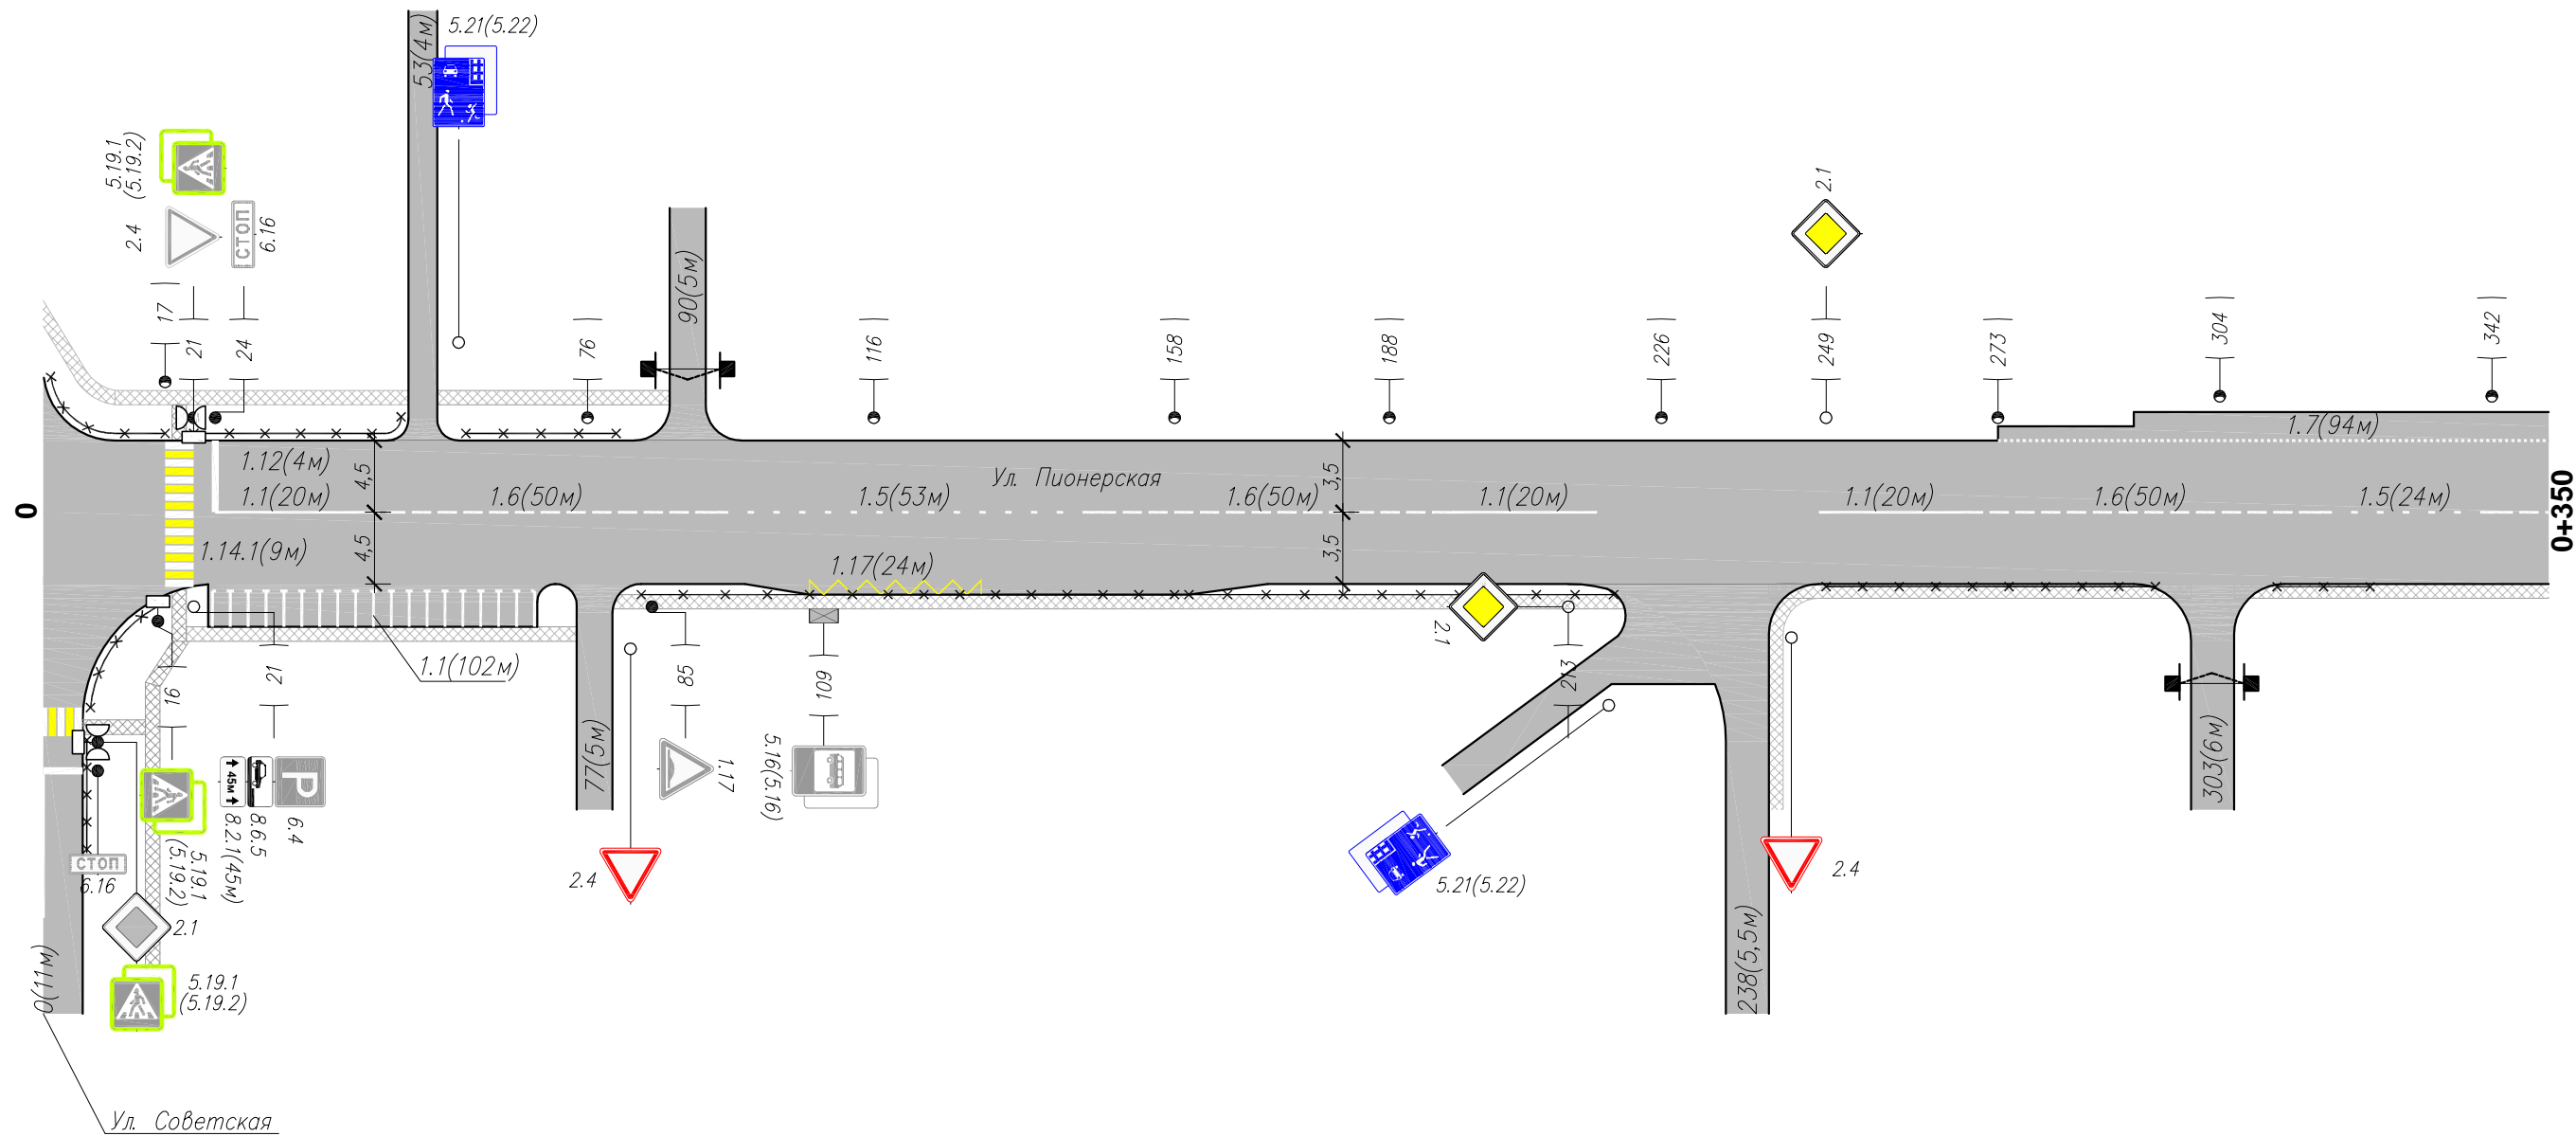 53(4м)
5.21(5.22)
5.19.1
(5.19.2)
2.4
СТОП
6.16
17
21
24
76
90(5м)
116
158
188
226
2.1
249
273
304
342
1.7(94м)
0
1.12(4м)
1.1(20м)
4,5
1.6(50м)
1.5(53м)
Ул. Пионерская
1.6(50м)
3,5
1.1(20м)
1.1(20м)
1.6(50м)
1.5(24м)
0+350
1.14.1(9м)
4,5
1.17(24м)
3,5
16
12
1.1(102м)
77(5м)
85
109
2.1
213
303(6м)
45м
P
8.2.1(45м)
8.6.5
6.4
5.19.1
(5.19.2)
СТОП
6.16
2.1
5.19.1
(5.19.2)
1.17
5.16(5.16)
2.4
5.21(5.22)
238(5,5м)
2.4
0(11м)
Ул. Советская